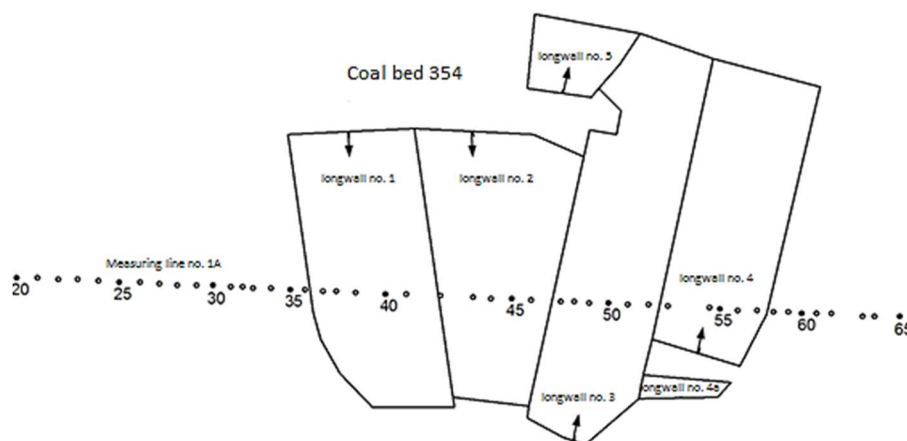 longwall no. 5
Coal bed 354
longwall no. 1
longwall no. 2
Measuring line no. 1A
longwall no. 4
20
25
30
35
40
45
50
55
60
65
longwall no. 4a
longwall no. 3